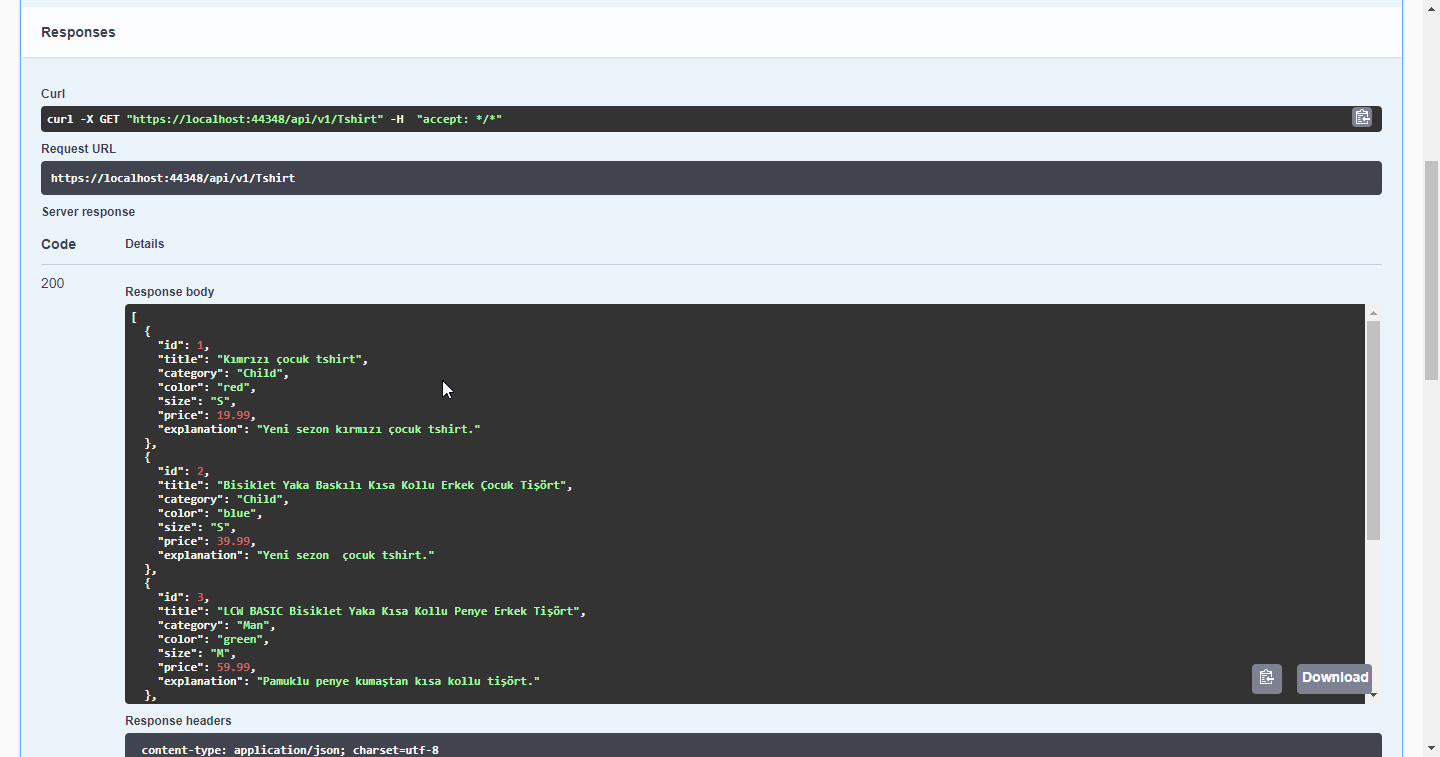 Responses
Curl
curl -X GET "https://localhost:44348/api/v1/Tshirt" -H  "accept: */*"
Request URL
https://localhost:44348/api/v1/Tshirt
Server response
Code Details
200
Response body
[
  {
    "id": 1,
    "title": "Kımrızı çocuk tshirt",
    "category": "Child",
    "color": "red",
    "size": "S",
    "price": 19.99,
    "explanation": "Yeni sezon kırmızı çocuk tshirt."
  },
  {
    "id": 2,
    "title": "Bisiklet Yaka Baskılı Kısa Kollu Erkek Çocuk Tişört",
    "category": "Child",
    "color": "blue",
    "size": "S",
    "price": 39.99,
    "explanation": "Yeni sezon  çocuk tshirt."
  },
  {
    "id": 3,
    "title": "LCW BASIC Bisiklet Yaka Kısa Kollu Penye Erkek Tişört",
    "category": "Man",
    "color": "green",
    "size": "M",
    "price": 59.99,
    "explanation": "Pamuklu penye kumaştan kısa kollu tişört."
  },
Download
Response headers
content-type: application/json; charset=utf-8